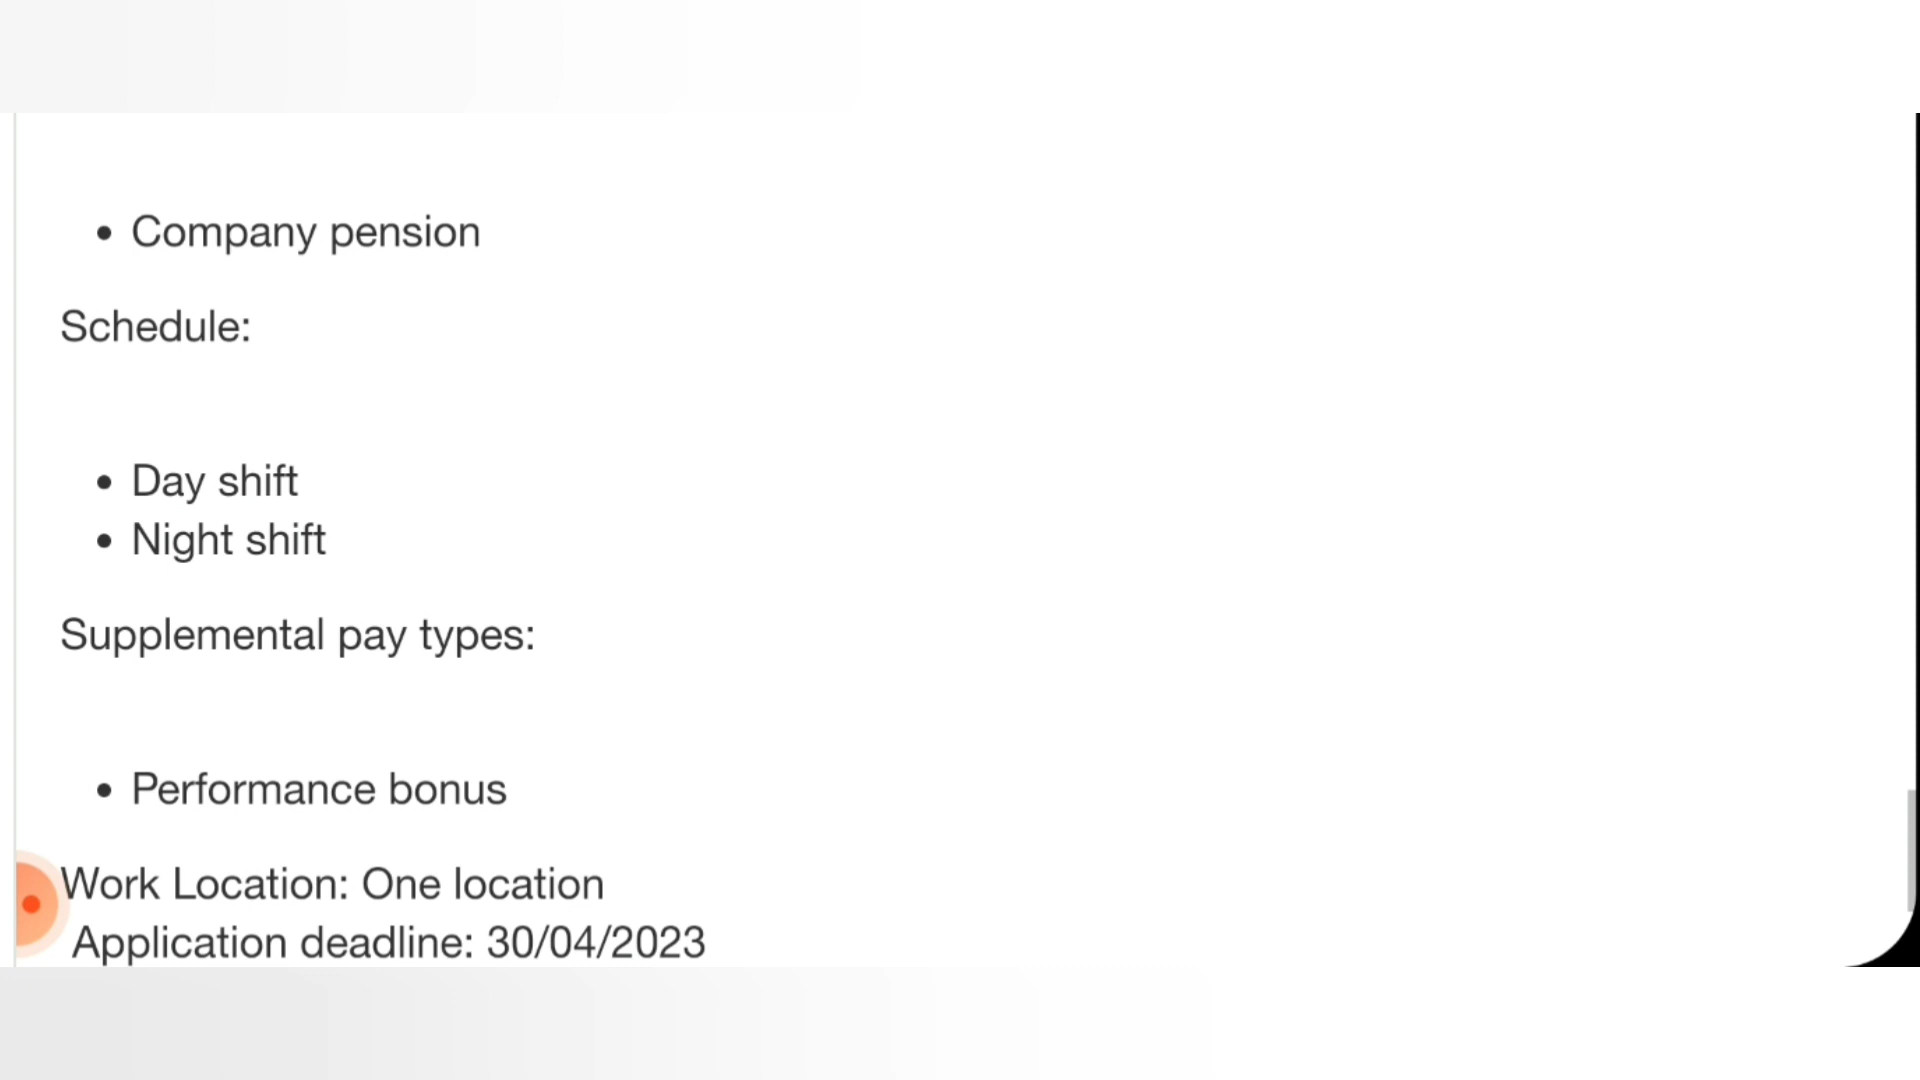 • Company pension
Schedule:
• Day shift
• Night shift
Supplemental pay types:
• Performance bonus
Work Location: One location
Application deadline: 30/04/2023